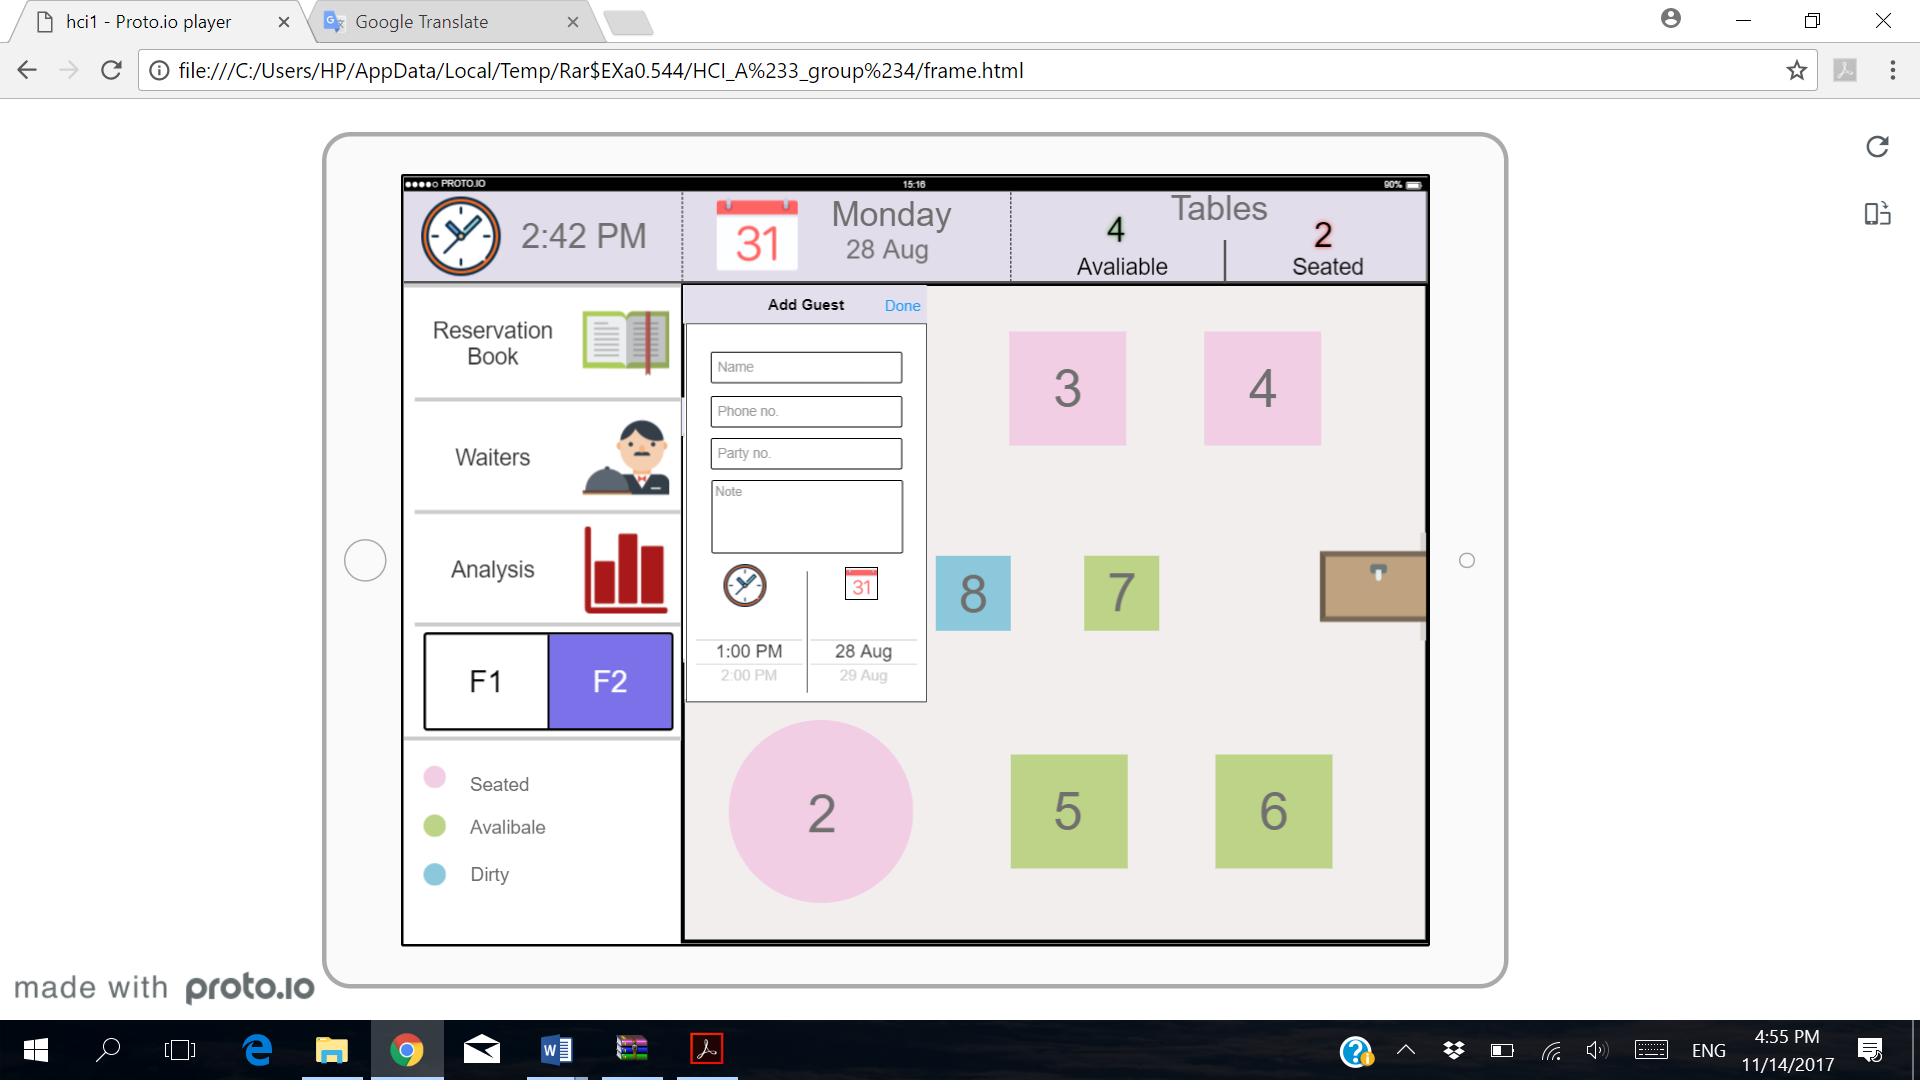 hci1 - Proto.io player
Google Translate
file:///C:/Users/HP/AppData/Local/Temp/Rar$EXa0.544/HCI_A%233_group%234/frame.html
PROTO.IO
15:16
90%
2:42 PM
31
Monday
28 Aug
Tables
4
Avaliable
2
Seated
Reservation
Book
Waiters
Analysis
F1
F2
Seated
Avalibale
Dirty
Add Guest
Done
Name
Phone no.
Party no.
Note
31
1:00 PM
28 Aug
2:00 PM
29 Aug
3
4
8
7
2
5
6
made with proto.io
ENG
4:55 PM
11/14/2017